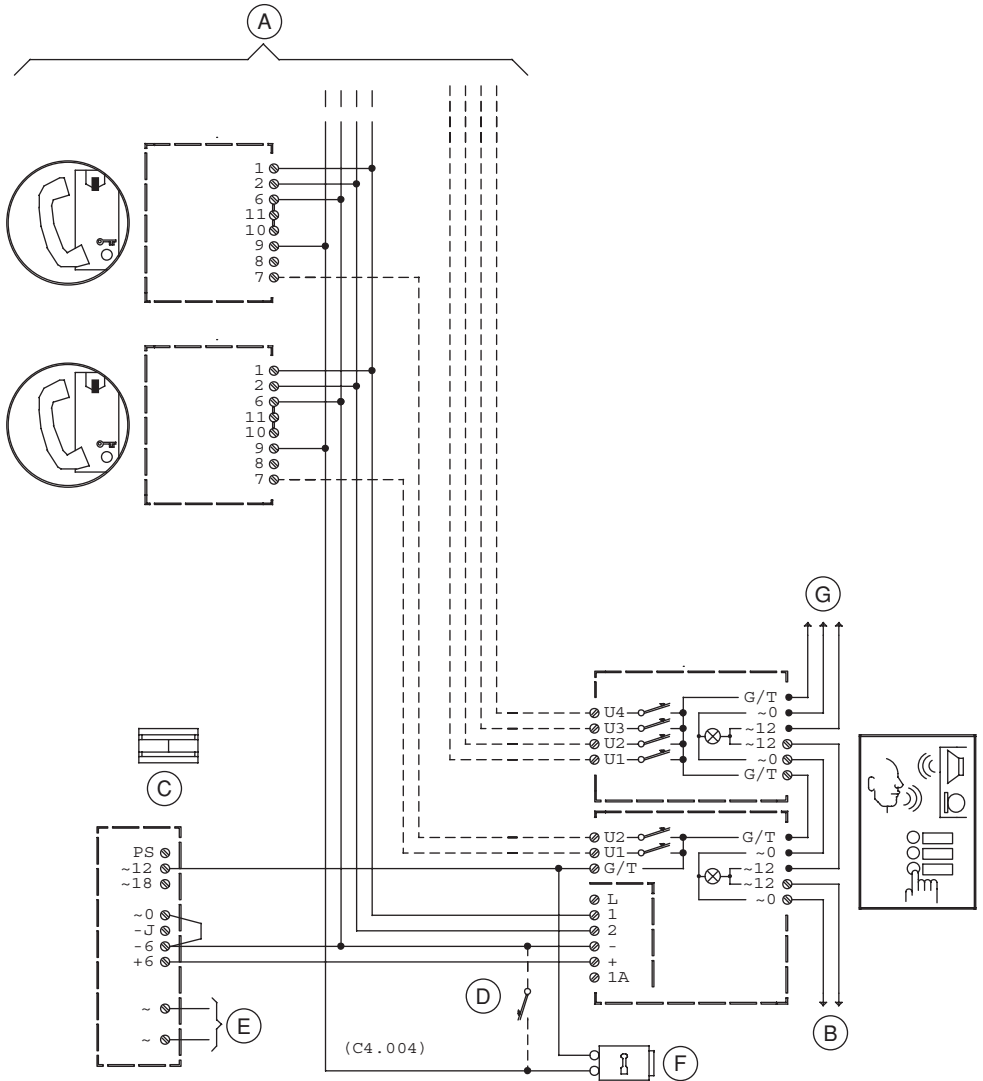 A
1
2
6
11
10
9
8
7
1
2
6
11
10
9
8
7
G
U4
U3
U2
U1
G/T
~0
~12
~12
~0
G/T
C
PS
~12
~18
~0
-J
-6
+6
~
~
E
U2
U1
G/T
G/T
~0
~12
~12
~0
L
1
2
-
+
1A
D
B
(C4.004)
F